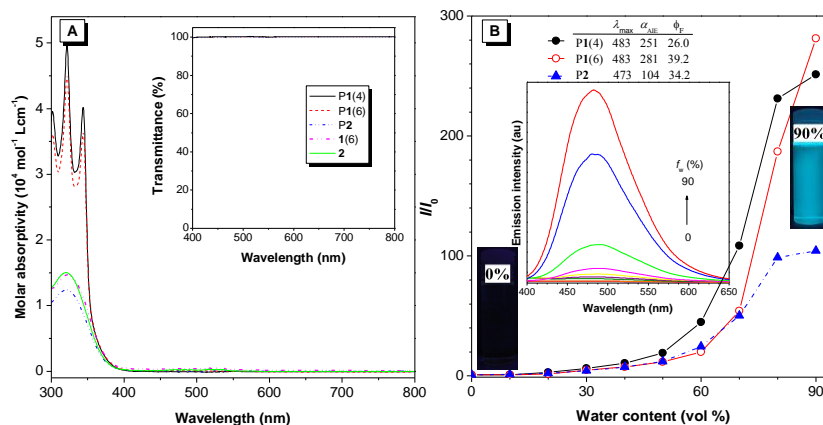 A
Molar absorptivity (10⁴ mol⁻¹ Lcm⁻¹)
5
4
3
2
1
0
300 400 500 600 700 800
Wavelength (nm)
Transmittance (%)
100
80
60
40
20
0
400 500 600 700 800
Wavelength (nm)
P1(4)
P1(6)
P2
1(6)
2
B
λmax αAIE ϕF
P1(4) 483 251 26.0
P1(6) 483 281 39.2
P2 473 104 34.2
I/I0
300
200
100
0
0 30 60 90
Water content (vol %)
Emission intensity (au)
400 450 500 550 600 650
Wavelength (nm)
fw (%)
90
0
0%
90%